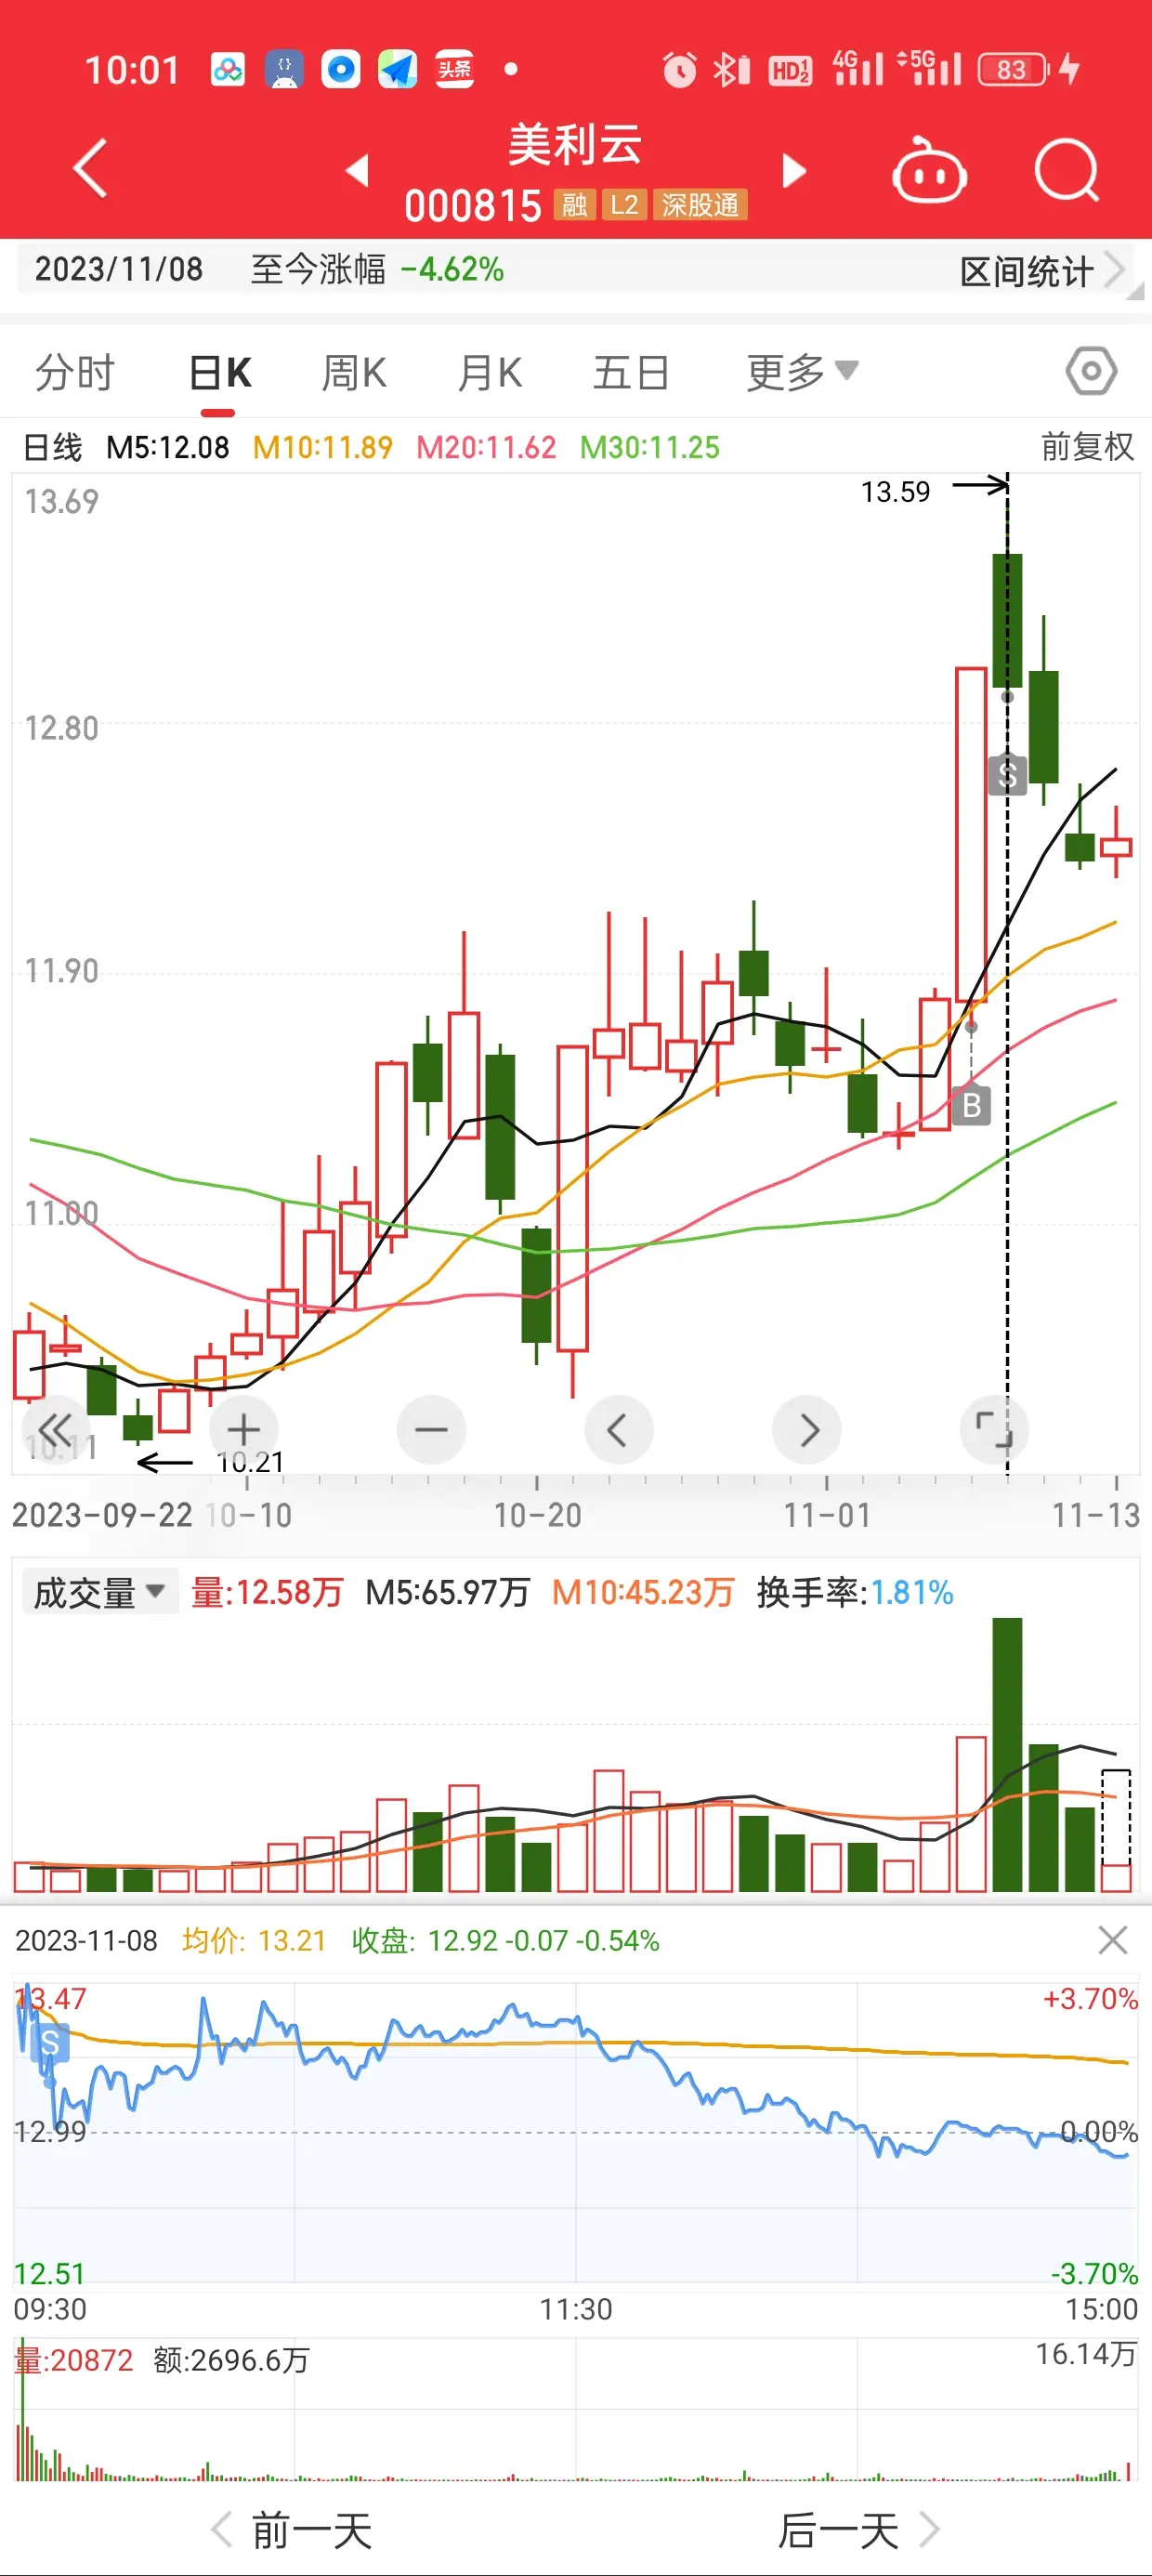 10:01 头条 HD 1 2 4G 5G 83
美利云
000815 融 L2 深股通
2023/11/08 至今涨幅 -4.62% 区间统计
分时 日K 周K 月K 五日 更多
日线 M5:12.08 M10:11.89 M20:11.62 M30:11.25 前复权
13.69
13.59
12.80
S
11.90
B
11.00
10.11
10.21
2023-09-22 10-10 10-20 11-01 11-13
成交量 量:12.58万 M5:65.97万 M10:45.23万 换手率:1.81%
2023-11-08 均价: 13.21 收盘: 12.92 -0.07 -0.54%
13.47 +3.70%
S
12.99 0.00%
12.51 -3.70%
09:30 11:30 15:00
量:20872 额:2696.6万 16.14万
前一天 后一天